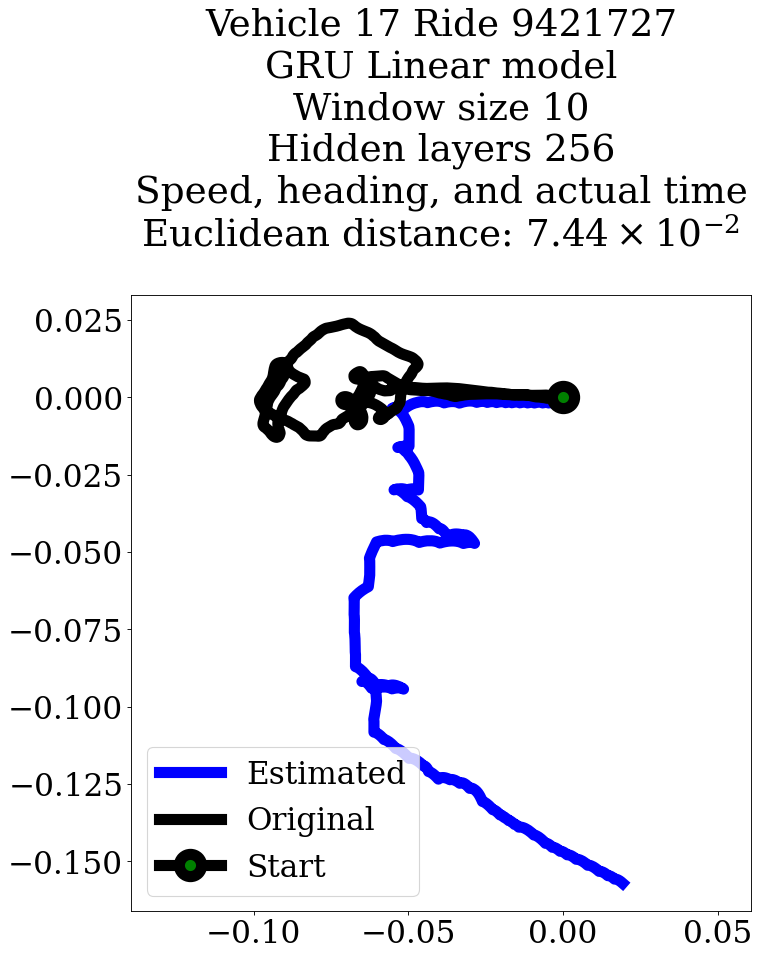 Vehicle 17 Ride 9421727
GRU Linear model
Window size 10
Hidden layers 256
Speed, heading, and actual time
Euclidean distance: 7.44 × 10⁻²
0.025
0.000
−0.025
−0.050
−0.075
−0.100
−0.125
−0.150
Estimated
Original
Start
−0.10
−0.05
0.00
0.05